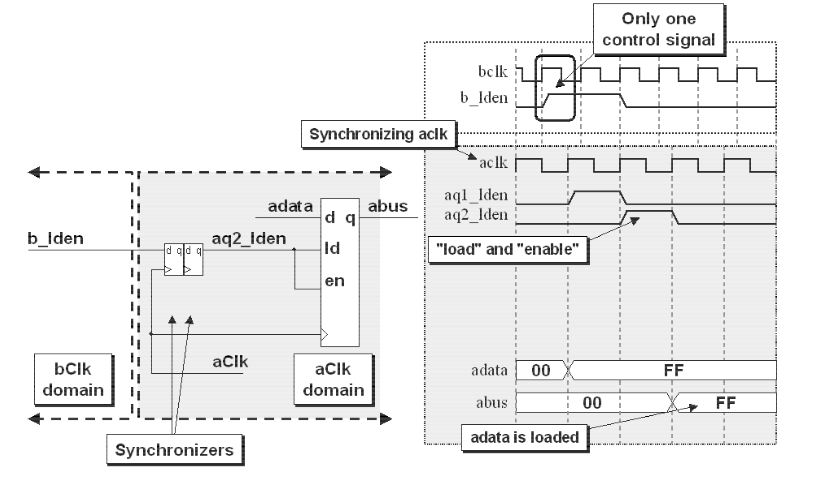 Only one
control signal
bclk
b_lden
Synchronizing aclk
aclk
aq1_lden
aq2_lden
"load" and "enable"
adata
00
FF
abus
00
FF
adata is loaded
b_lden
d q
d q
aq2_lden
adata
d q
abus
ld
en
aClk
bClk
domain
aClk
domain
Synchronizers